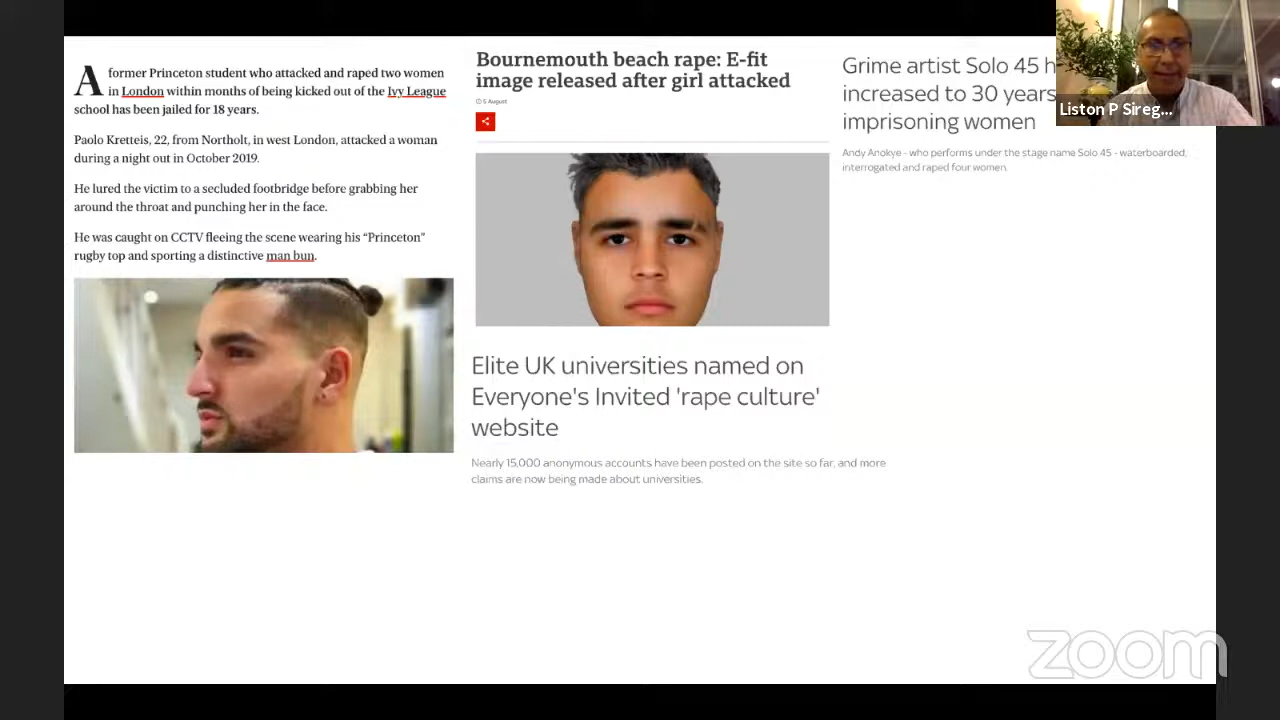 A former Princeton student who attacked and raped two women
in London within months of being kicked out of the Ivy League
school has been jailed for 18 years.
Paolo Kretteis, 22, from Northolt, in west London, attacked a woman
during a night out in October 2019.
He lured the victim to a secluded footbridge before grabbing her
around the throat and punching her in the face.
He was caught on CCTV fleeing the scene wearing his “Princeton”
rugby top and sporting a distinctive man bun.
Bournemouth beach rape: E-fit
image released after girl attacked
5 August
Elite UK universities named on
Everyone's Invited 'rape culture'
website
Nearly 15,000 anonymous accounts have been posted on the site so far, and more
claims are now being made about universities.
Grime artist Solo 45 h
increased to 30 years
imprisoning women
Andy Anokye - who performs under the stage name Solo 45 - waterboarded,
interrogated and raped four women.
Liston P Sireg...
zoom